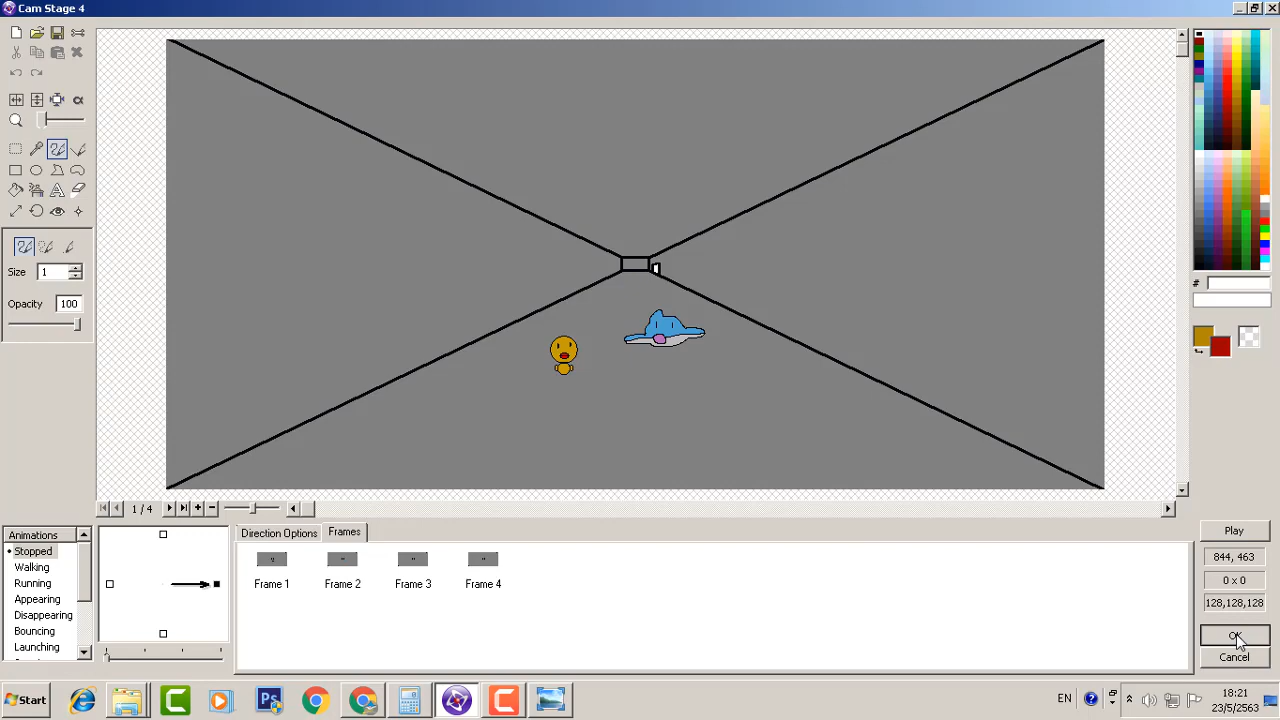 Cam Stage 4
Size 1
Opacity 100
#
1 / 4
Animations
Stopped
Walking
Running
Appearing
Disappearing
Bouncing
Launching
Direction Options
Frames
Frame 1
Frame 2
Frame 3
Frame 4
Play
844, 463
0 x 0
128,128,128
OK
Cancel
Start
Ps
EN
18:21
23/5/2563